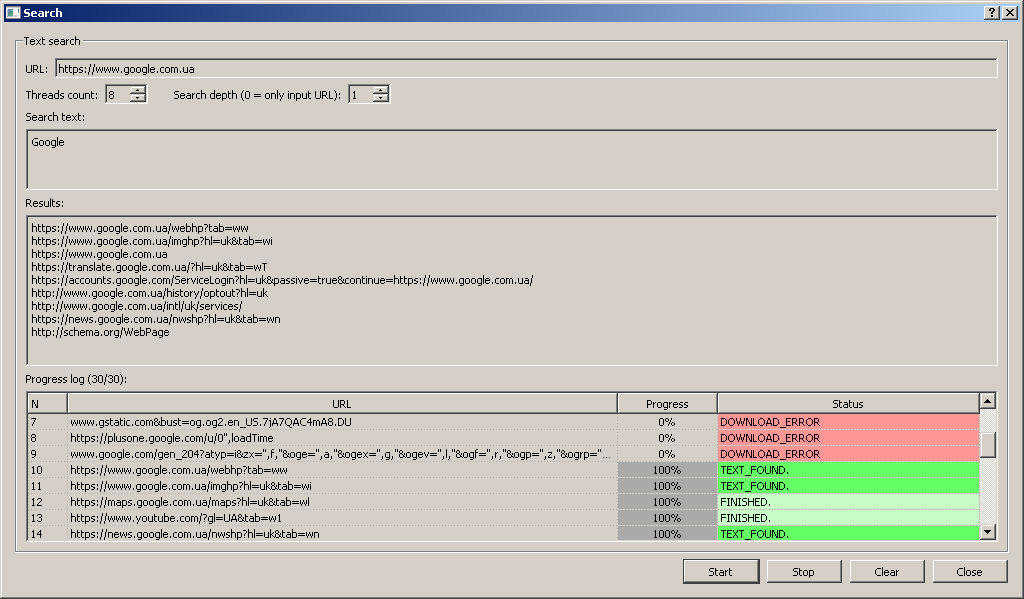 Search
Text search
URL: https://www.google.com.ua
Threads count: 8 Search depth (0 = only input URL): 1
Search text:
Google
Results:
https://www.google.com.ua/webhp?tab=ww
https://www.google.com.ua/imghp?hl=uk&tab=wi
https://www.google.com.ua
https://translate.google.com.ua/?hl=uk&tab=wT
https://accounts.google.com/ServiceLogin?hl=uk&passive=true&continue=https://www.google.com.ua/
http://www.google.com.ua/history/optout?hl=uk
http://www.google.com.ua/intl/uk/services/
https://news.google.com.ua/nwshp?hl=uk&tab=wn
http://schema.org/WebPage
Progress log (30/30):
N URL Progress Status
7 www.gstatic.com&bust=og.og2.en_US.7jA7QAC4mA8.DU 0% DOWNLOAD_ERROR
8 https://plusone.google.com/u/0",loadTime 0% DOWNLOAD_ERROR
9 www.google.com/gen_204?atyp=i&zx=",f,"&oge=",a,"&ogex=",g,"&ogev=",l,"&ogf=",r,"&ogp=",z,"&ogrp="... 0% DOWNLOAD_ERROR
10 https://www.google.com.ua/webhp?tab=ww 100% TEXT_FOUND.
11 https://www.google.com.ua/imghp?hl=uk&tab=wi 100% TEXT_FOUND.
12 https://maps.google.com.ua/maps?hl=uk&tab=wl 100% FINISHED.
13 https://www.youtube.com/?gl=UA&tab=w1 100% FINISHED.
14 https://news.google.com.ua/nwshp?hl=uk&tab=wn 100% TEXT_FOUND.
Start Stop Clear Close